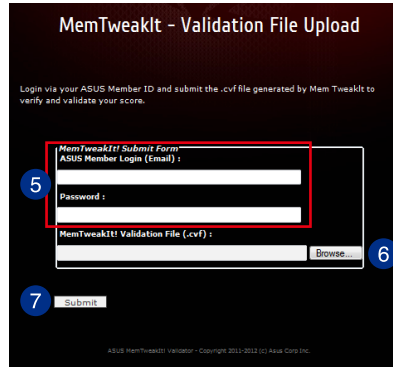 MemTweakIt - Validation File Upload
Login via your ASUS Member ID and submit the .cvf file generated by Mem TweakIt to
verify and validate your score.
MemTweakIt! Submit Form
ASUS Member Login (Email) :
5
Password :
MemTweakIt! Validation File (.cvf) :
Browse...
6
7
Submit
ASUS MemTweakIt! Validator - Copyright 2011-2012 (c) Asus Corp Inc.